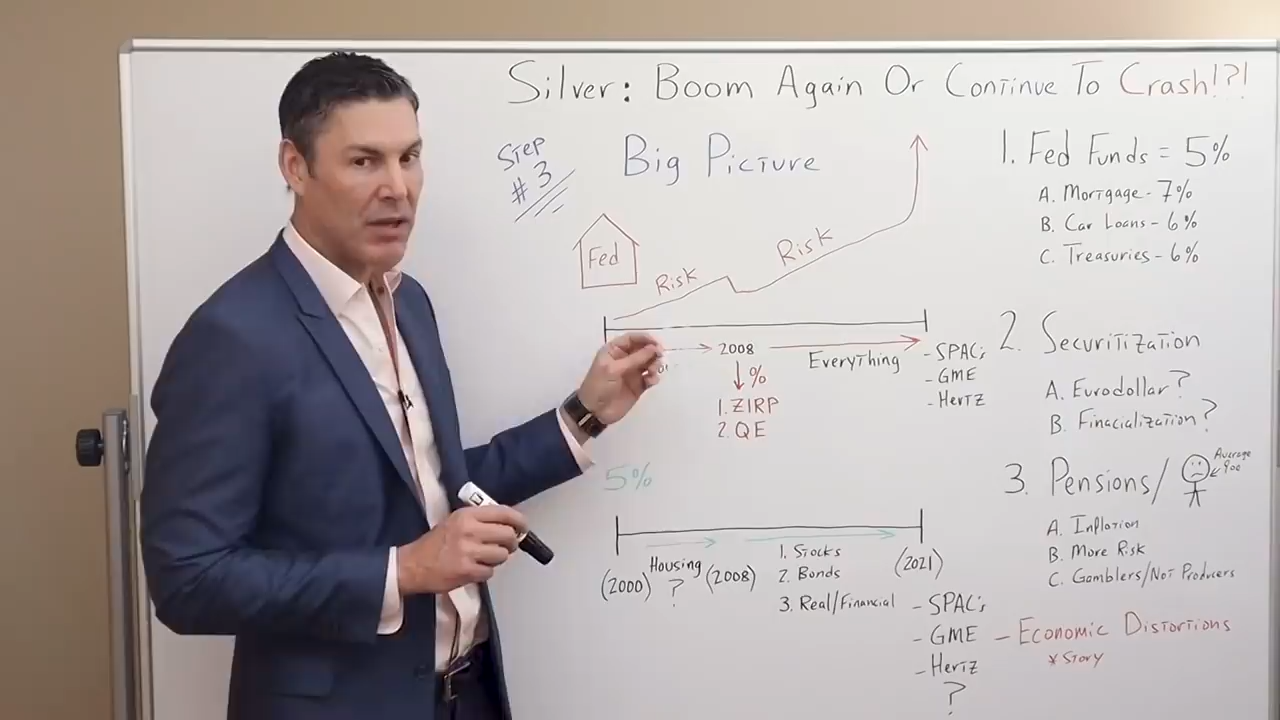 Silver: Boom Again Or Continue To Crash!?!
Step
#3
Big Picture
Fed
Risk
Risk
2008
Everything
↓%
1. ZIRP
2. QE
- SPAC's
- GME
- Hertz
5%
Housing
?
(2000)
(2008)
1. Stocks
2. Bonds
3. Real/Financial
(2021)
- SPAC's
- GME
- Hertz
?
1. Fed Funds = 5%
A. Mortgage - 7%
B. Car Loans - 6%
C. Treasuries - 6%
2. Securitization
A. Eurodollar?
B. Finacialization?
3. Pensions/
Average
Joe
A. Inflation
B. More Risk
C. Gamblers/Not Producers
- Economic Distortions
* Story